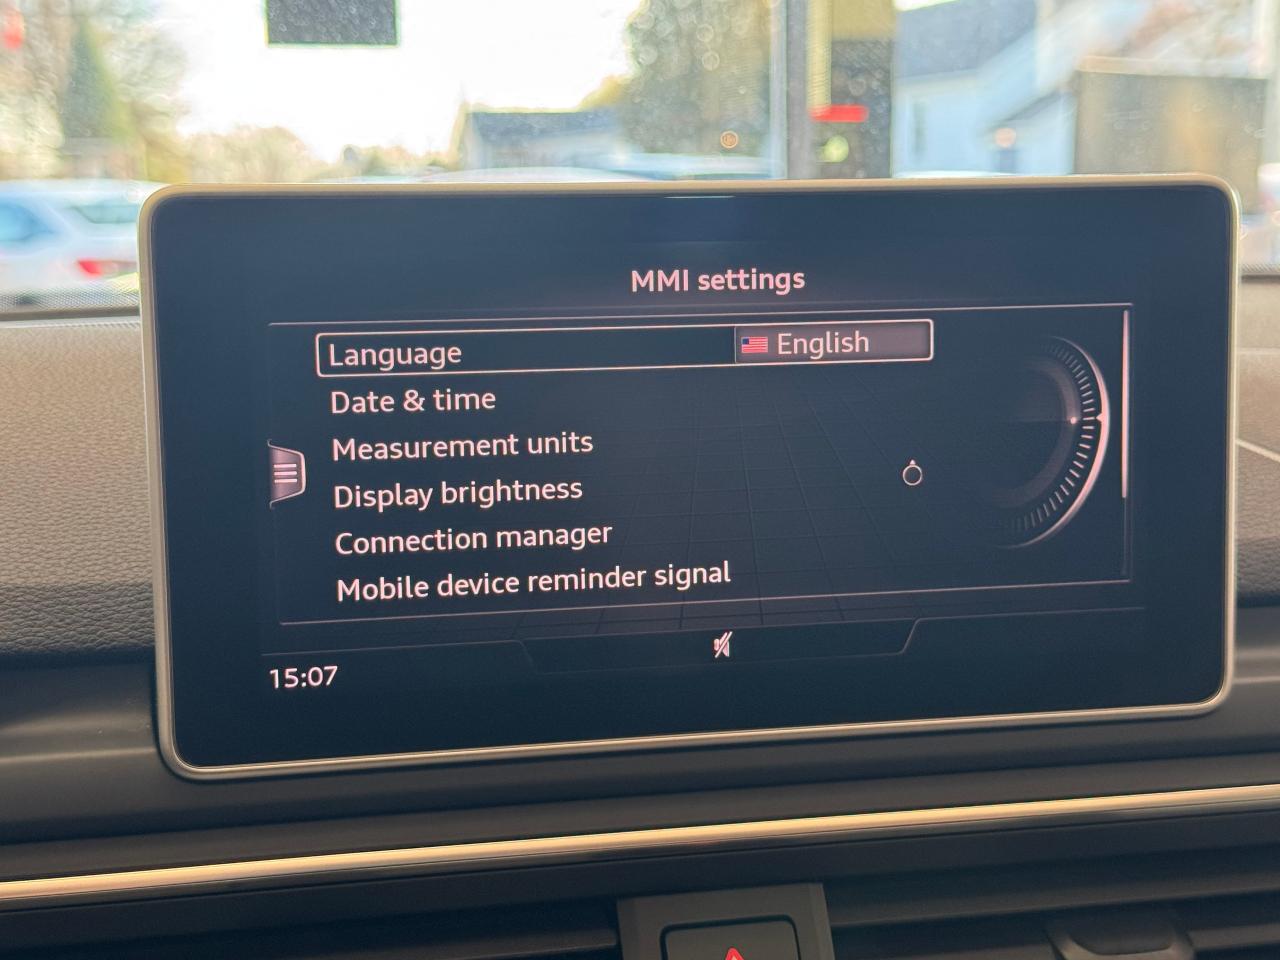 MMI settings
Language English
Date & time
Measurement units
Display brightness
Connection manager
Mobile device reminder signal
15:07